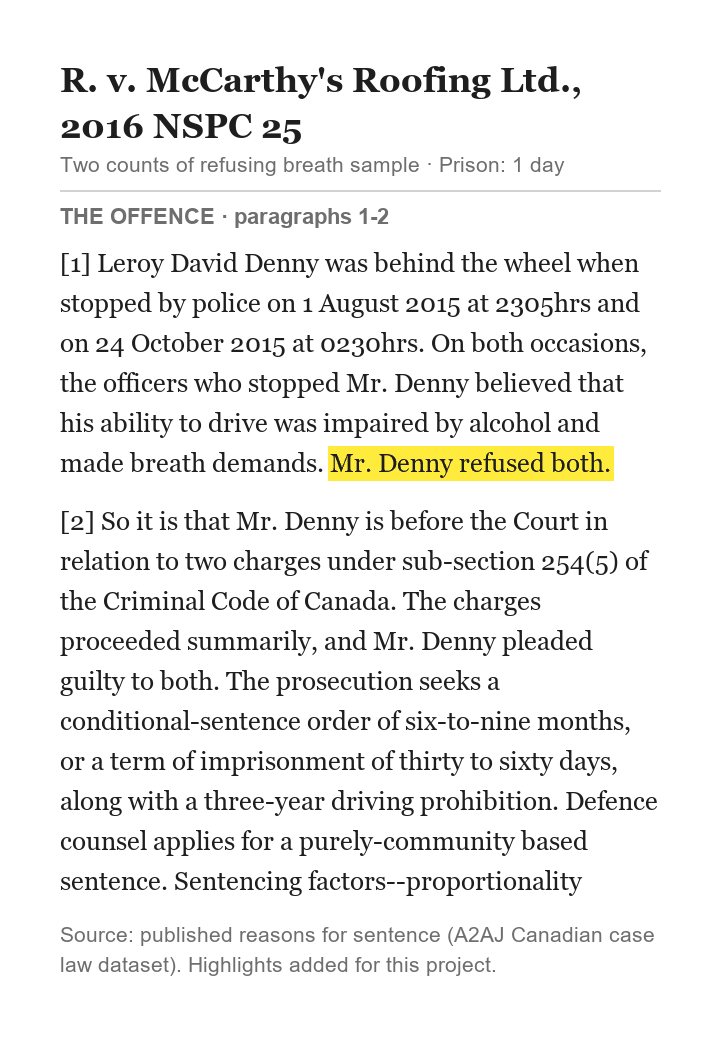 R. v. McCarthy's Roofing Ltd.,
2016 NSPC 25
Two counts of refusing breath sample · Prison: 1 day
THE OFFENCE · paragraphs 1-2
[1] Leroy David Denny was behind the wheel when
stopped by police on 1 August 2015 at 2305hrs and
on 24 October 2015 at 0230hrs. On both occasions,
the officers who stopped Mr. Denny believed that
his ability to drive was impaired by alcohol and
made breath demands. Mr. Denny refused both.
[2] So it is that Mr. Denny is before the Court in
relation to two charges under sub-section 254(5) of
the Criminal Code of Canada. The charges
proceeded summarily, and Mr. Denny pleaded
guilty to both. The prosecution seeks a
conditional-sentence order of six-to-nine months,
or a term of imprisonment of thirty to sixty days,
along with a three-year driving prohibition. Defence
counsel applies for a purely-community based
sentence. Sentencing factors--proportionality
Source: published reasons for sentence (A2AJ Canadian case
law dataset). Highlights added for this project.